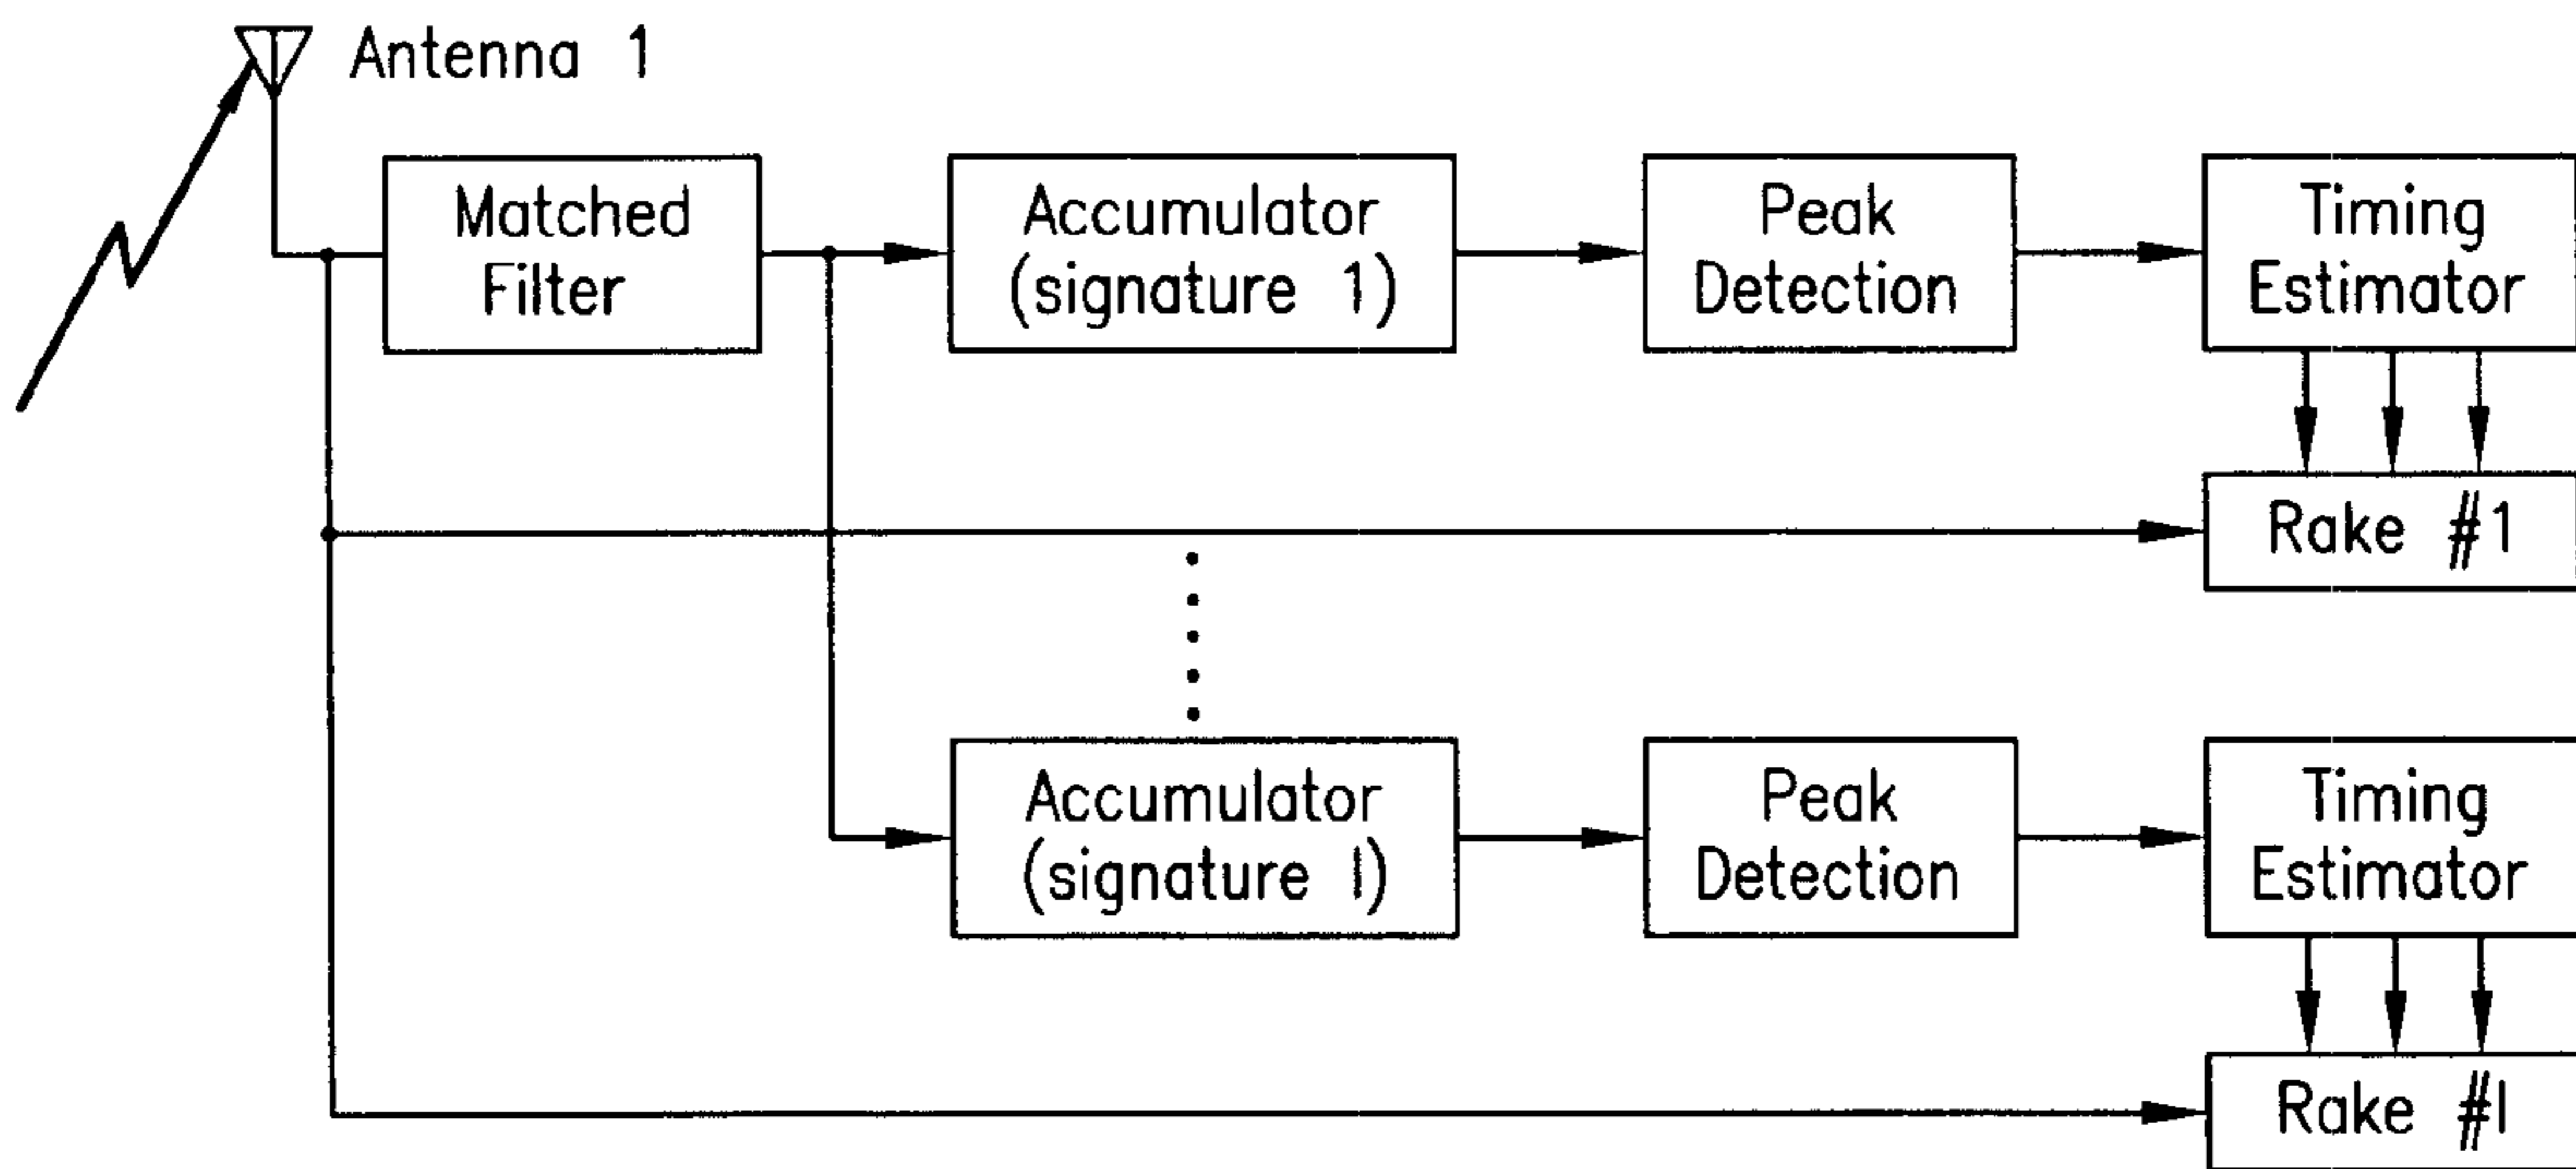 Antenna 1
Matched
Filter
Accumulator
(signature 1)
Peak
Detection
Timing
Estimator
Rake #1
Accumulator
(signature I)
Peak
Detection
Timing
Estimator
Rake #I